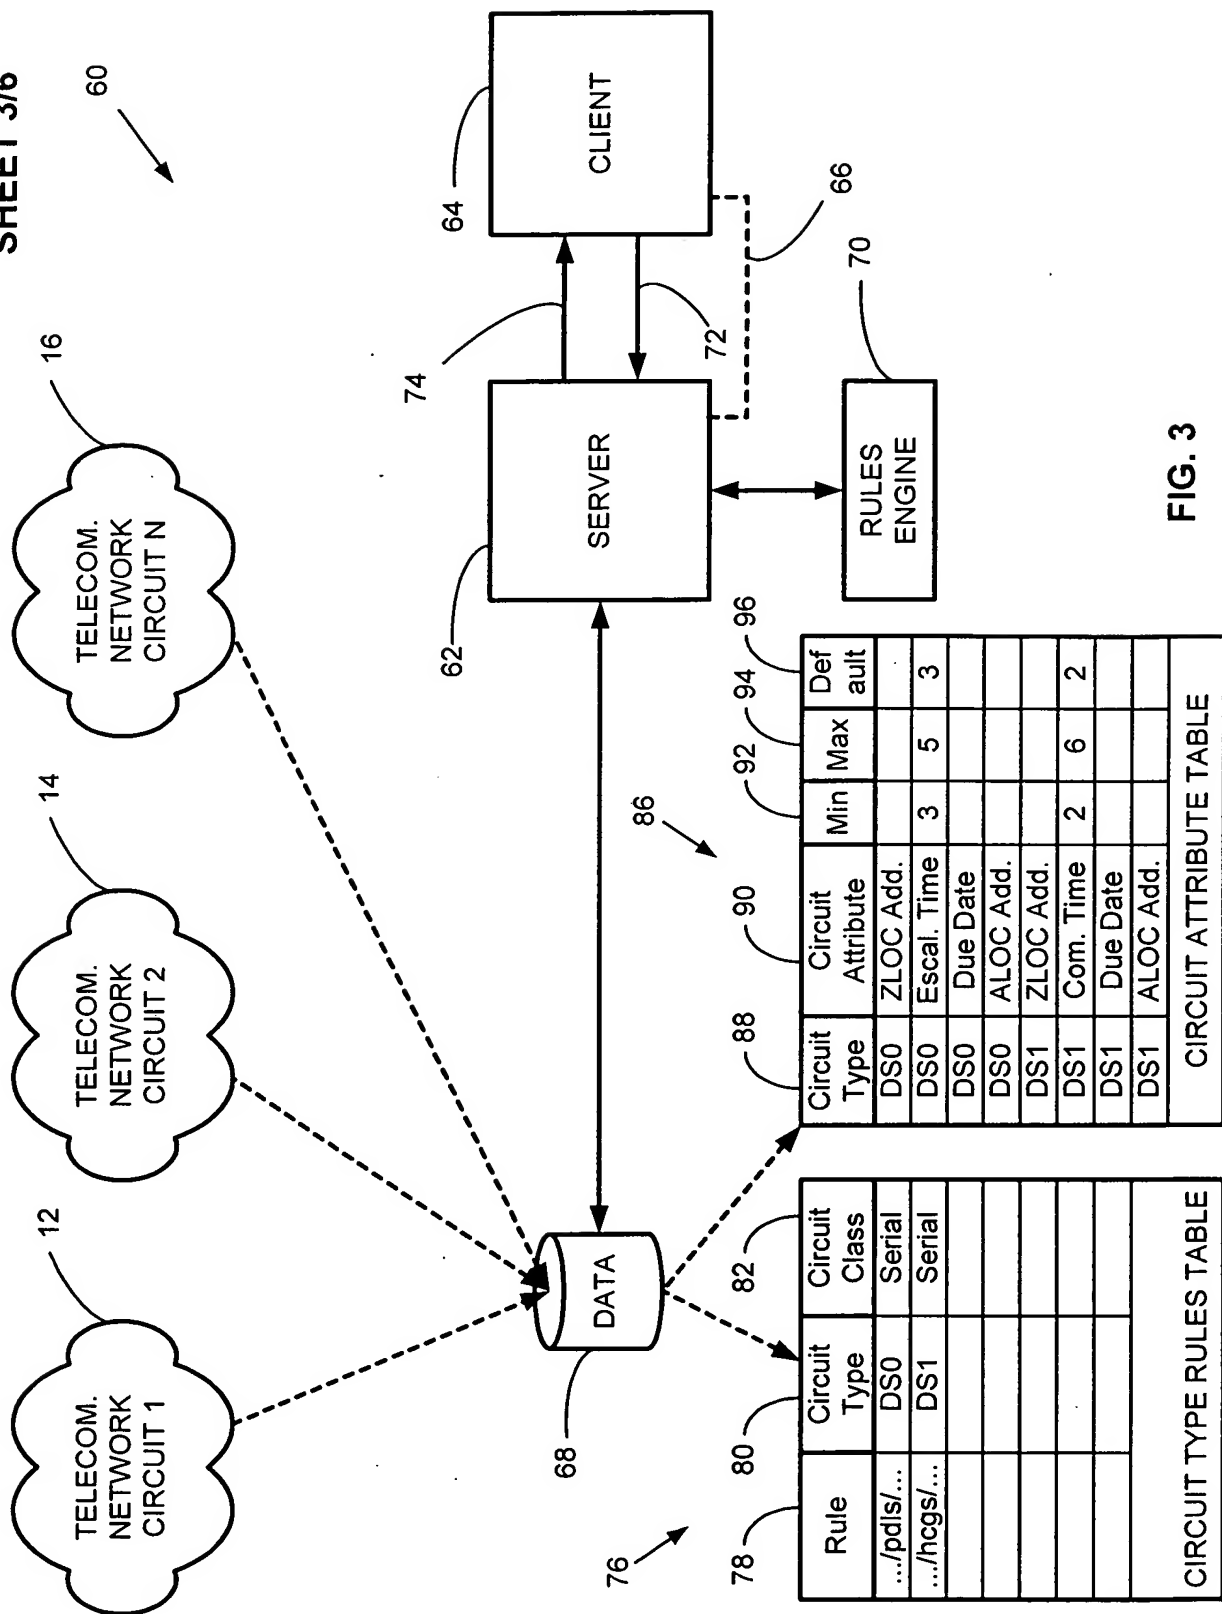 SHEET 3/6
60
12
14
16
TELECOM.
NETWORK
CIRCUIT 1
TELECOM.
NETWORK
CIRCUIT 2
TELECOM.
NETWORK
CIRCUIT N
68
DATA
62
SERVER
74
72
64
CLIENT
66
70
RULES
ENGINE
76
78
80
82
Rule Circuit Type Circuit Class
.../pdls/... DS0 Serial
.../hcgs/... DS1 Serial
CIRCUIT TYPE RULES TABLE
86
88
90
92
94
96
Circuit Type Circuit Attribute Min Max Def ault
DS0 ZLOC Add.
DS0 Escal. Time 3 5 3
DS0 Due Date
DS0 ALOC Add.
DS1 ZLOC Add.
DS1 Com. Time 2 6 2
DS1 Due Date
DS1 ALOC Add.
CIRCUIT ATTRIBUTE TABLE
FIG. 3